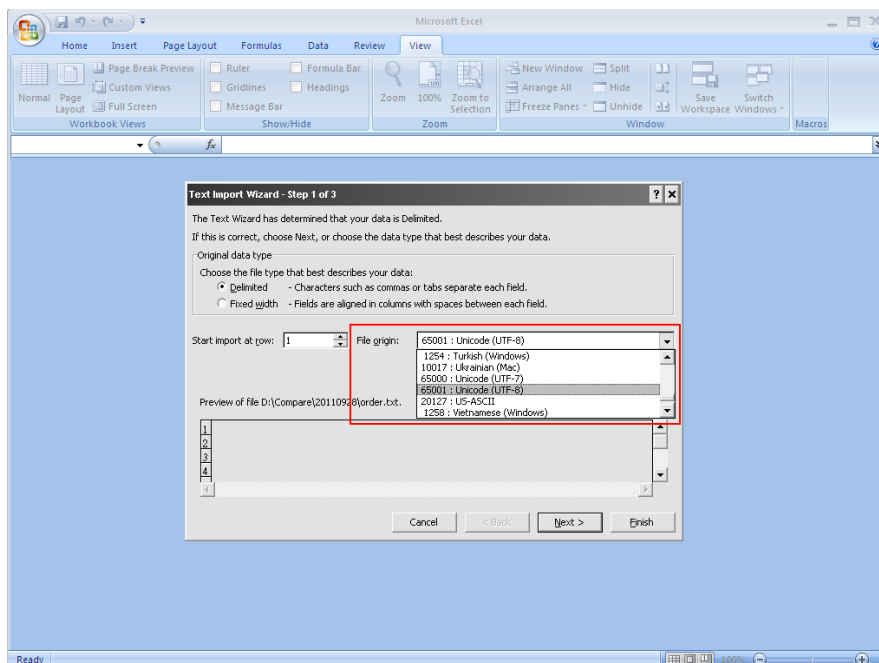 Microsoft Excel
Home Insert Page Layout Formulas Data Review View
Normal
Page Layout
Page Break Preview
Custom Views
Full Screen
Workbook Views
Ruler
Gridlines
Message Bar
Formula Bar
Headings
Show/Hide
Zoom
100%
Zoom to Selection
Zoom
New Window
Arrange All
Freeze Panes
Split
Hide
Unhide
Save Workspace
Switch Windows
Window
Macros
fx
Text Import Wizard - Step 1 of 3
The Text Wizard has determined that your data is Delimited.
If this is correct, choose Next, or choose the data type that best describes your data.
Original data type
Choose the file type that best describes your data:
Delimited - Characters such as commas or tabs separate each field.
Fixed width - Fields are aligned in columns with spaces between each field.
Start import at row: 1 File origin: 65001 : Unicode (UTF-8)
1254 : Turkish (Windows)
10017 : Ukrainian (Mac)
65000 : Unicode (UTF-7)
65001 : Unicode (UTF-8)
20127 : US-ASCII
1258 : Vietnamese (Windows)
Preview of file D:\Compare\20110928\order.txt.
1
2
3
4
Cancel < Back Next > Finish
Ready 100%